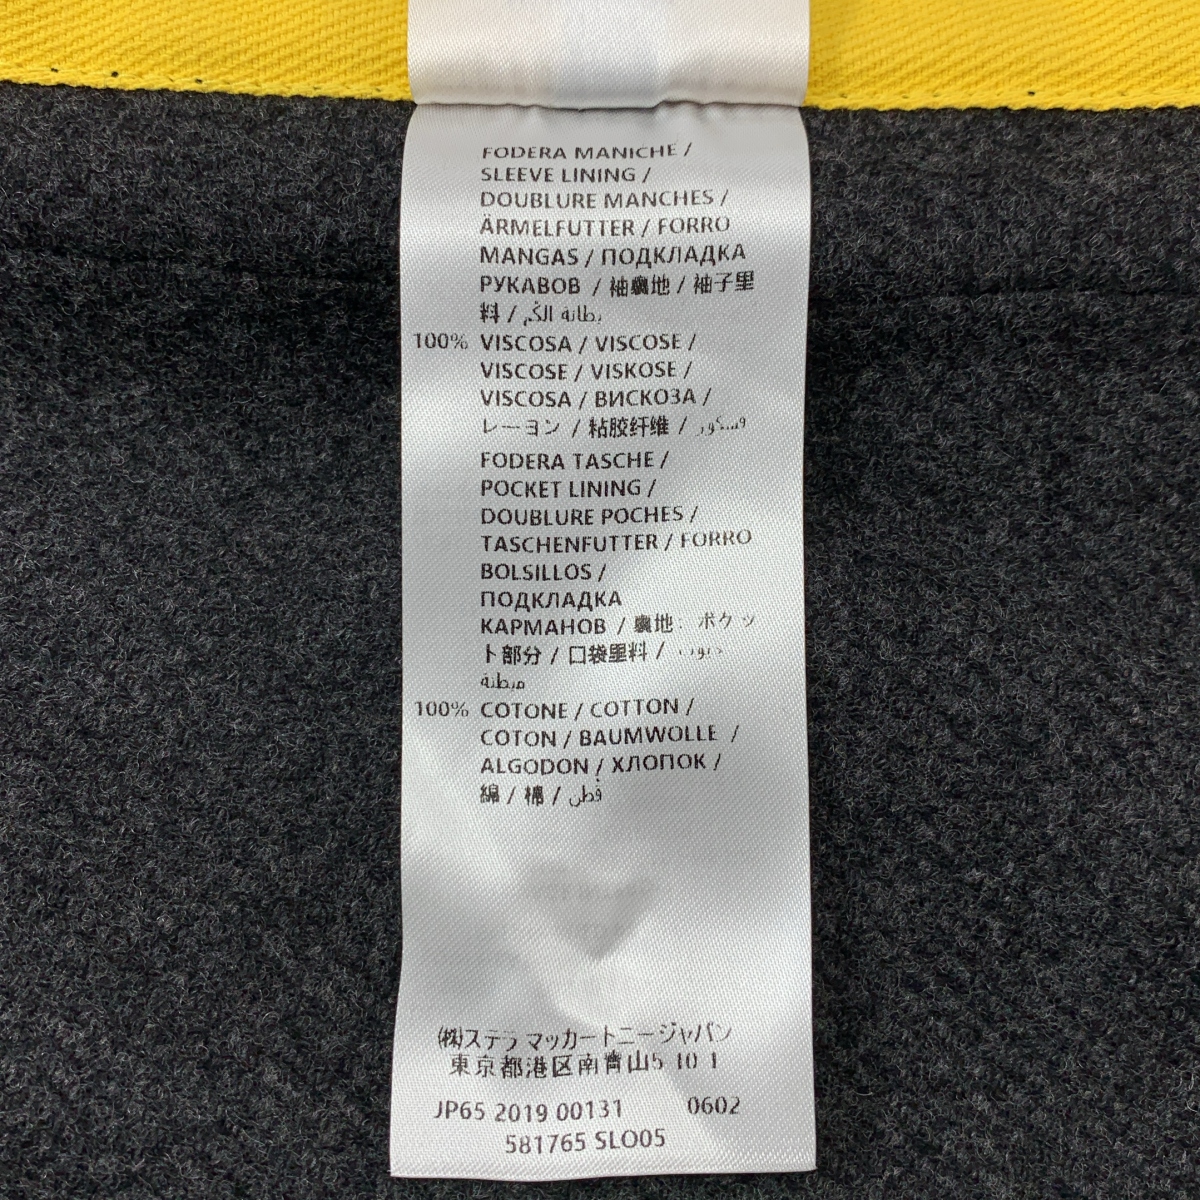 FODERA MANICHE /
SLEEVE LINING /
DOUBLURE MANCHES /
ÄRMELFUTTER / FORRO
MANGAS / ПОДКЛАДКА
РУКАВОВ / 袖裏地 / 袖子里
料 / بطانة الكُم
100% VISCOSA / VISCOSE /
VISCOSE / VISKOSE /
VISCOSA / ВИСКОЗА /
レーヨン / 粘胶纤维 / فسكوز
FODERA TASCHE /
POCKET LINING /
DOUBLURE POCHES /
TASCHENFUTTER / FORRO
BOLSILLOS /
ПОДКЛАДКА
КАРМАНОВ / 裏地: ポケッ
ト部分 / 口袋里料 /
مبطنة
100% COTONE / COTTON /
COTON / BAUMWOLLE /
ALGODON / ХЛОПОК /
綿 / 棉 / قطن
(株)ステラ マッカートニージャパン
東京都港区南青山5 10 1
JP65 2019 00131 0602
581765 SLO05